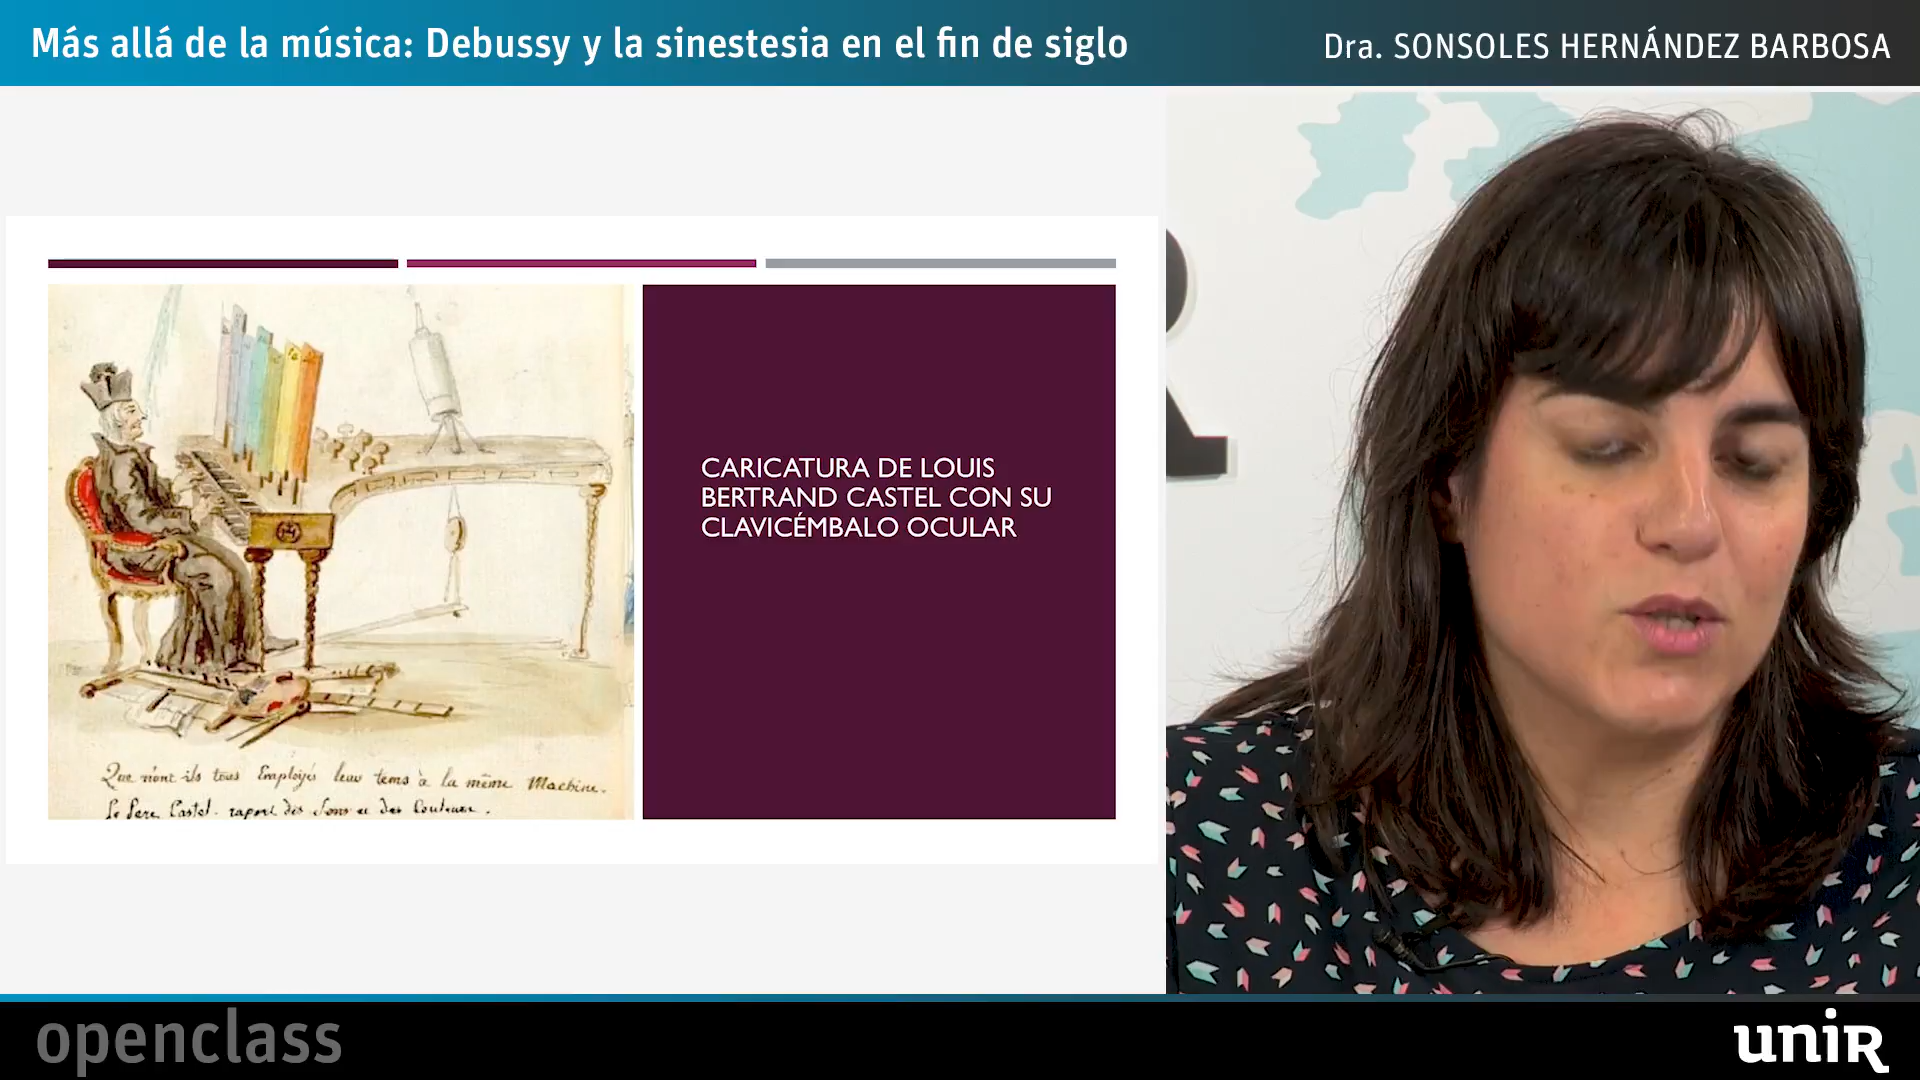 Más allá de la música: Debussy y la sinestesia en el fin de siglo
Dra. SONSOLES HERNÁNDEZ BARBOSA
R
CARICATURA DE LOUIS
BERTRAND CASTEL CON SU
CLAVICÉMBALO OCULAR
Que n'ont ils tous Employés leur tems à la même Machine.
Le Pere Castel. raport des Sons et des Couleurs.
openclass
unir